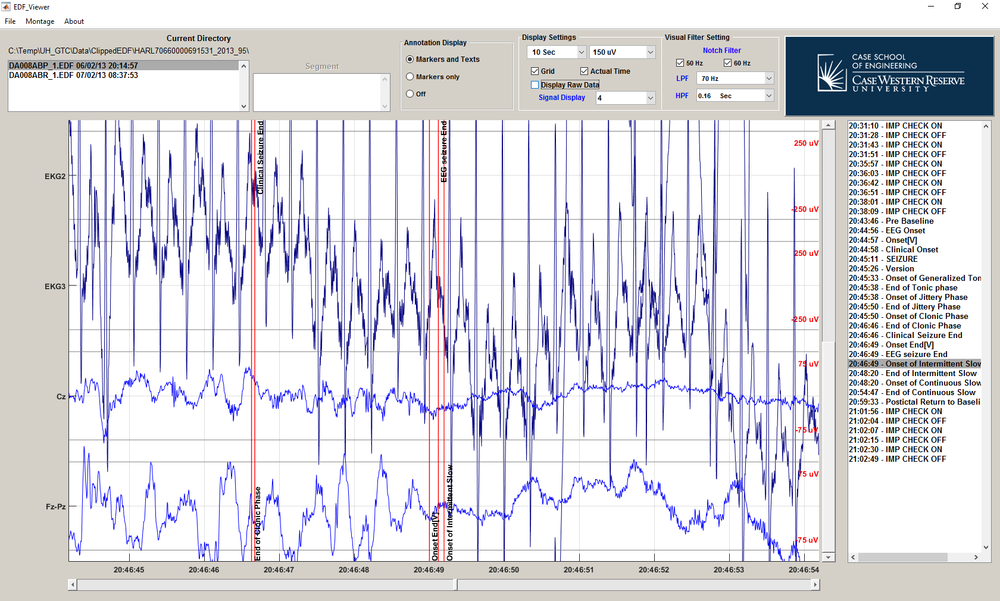 EDF_Viewer
File Montage About
Current Directory
C:\Temp\UH_GTC\Data\ClippedEDF\HARL70660000691531_2013_95\
DA008ABP_1.EDF 06/02/13 20:14:57
DA008ABR_1.EDF 07/02/13 08:37:53
Segment
Annotation Display
Markers and Texts
Markers only
Off
Display Settings
10 Sec 150 uV
Grid Actual Time
Display Raw Data
Signal Display 4
Visual Filter Setting
Notch Filter
50 Hz 60 Hz
LPF 70 Hz
HPF 0.16 Sec
CASE SCHOOL
OF ENGINEERING
CASE WESTERN RESERVE
UNIVERSITY
EKG2
EKG3
Cz
Fz-Pz
250 uV
-250 uV
250 uV
-250 uV
75 uV
-75 uV
75 uV
-75 uV
Clinical Seizure End
EEG seizure End
End of Clonic Phase
Onset End[V]
Onset of Intermittent Slow
20:46:45 20:46:46 20:46:47 20:46:48 20:46:49 20:46:50 20:46:51 20:46:52 20:46:53 20:46:54
20:31:10 - IMP CHECK ON
20:31:28 - IMP CHECK OFF
20:31:43 - IMP CHECK ON
20:31:51 - IMP CHECK OFF
20:35:57 - IMP CHECK ON
20:36:03 - IMP CHECK OFF
20:36:42 - IMP CHECK ON
20:36:51 - IMP CHECK OFF
20:38:01 - IMP CHECK ON
20:38:09 - IMP CHECK OFF
20:43:46 - Pre Baseline
20:44:56 - EEG Onset
20:44:57 - Onset[V]
20:44:58 - Clinical Onset
20:45:11 - SEIZURE
20:45:26 - Version
20:45:33 - Onset of Generalized Ton
20:45:38 - End of Tonic phase
20:45:38 - Onset of Jittery Phase
20:45:50 - End of Jittery Phase
20:45:50 - Onset of Clonic Phase
20:46:46 - End of Clonic Phase
20:46:46 - Clinical Seizure End
20:46:49 - Onset End[V]
20:46:49 - EEG seizure End
20:46:49 - Onset of Intermittent Slow
20:48:20 - End of Intermittent Slow
20:48:20 - Onset of Continuous Slow
20:54:47 - End of Continuous Slow
20:59:33 - Postictal Return to Baseli
21:01:56 - IMP CHECK ON
21:02:04 - IMP CHECK OFF
21:02:07 - IMP CHECK ON
21:02:15 - IMP CHECK OFF
21:02:30 - IMP CHECK ON
21:02:49 - IMP CHECK OFF